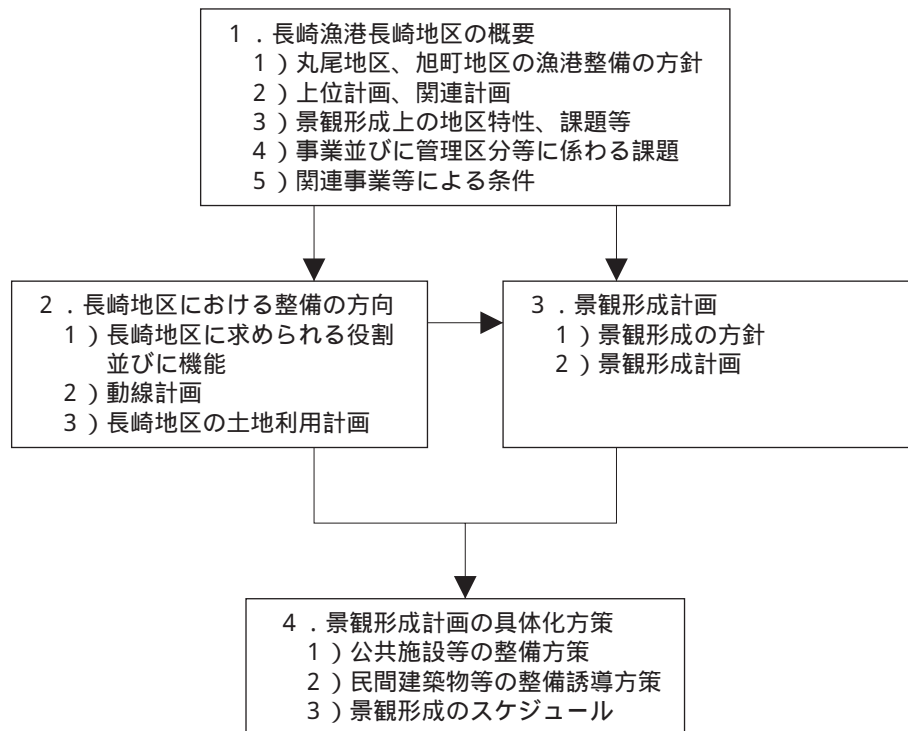 1．長崎漁港長崎地区の概要
1）丸尾地区、旭町地区の漁港整備の方針
2）上位計画、関連計画
3）景観形成上の地区特性、課題等
4）事業並びに管理区分等に係わる課題
5）関連事業等による条件
2．長崎地区における整備の方向
1）長崎地区に求められる役割
並びに機能
2）動線計画
3）長崎地区の土地利用計画
3．景観形成計画
1）景観形成の方針
2）景観形成計画
4．景観形成計画の具体化方策
1）公共施設等の整備方策
2）民間建築物等の整備誘導方策
3）景観形成のスケジュール